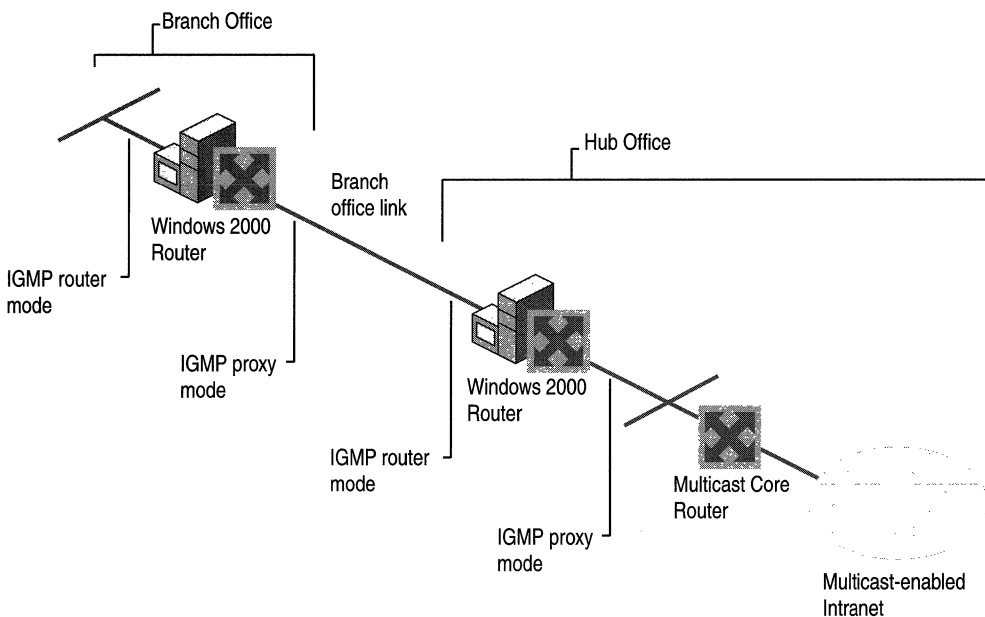 Branch Office
Hub Office
Branch
office link
Windows 2000
Router
IGMP router
mode
IGMP proxy
mode
Windows 2000
Router
IGMP router
mode
Multicast Core
Router
IGMP proxy
mode
Multicast-enabled
Intranet